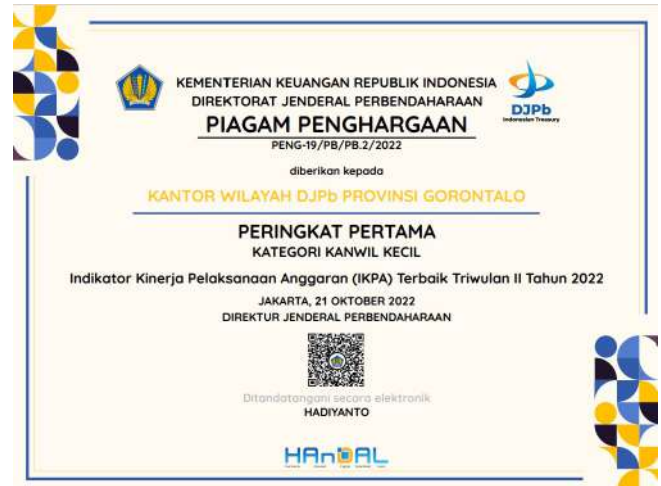 KEMENTERIAN KEUANGAN REPUBLIK INDONESIA
DIREKTORAT JENDERAL PERBENDAHARAAN
DJPb
Indonesian Treasury
PIAGAM PENGHARGAAN
PENG-19/PB/PB.2/2022
diberikan kepada
KANTOR WILAYAH DJPb PROVINSI GORONTALO
PERINGKAT PERTAMA
KATEGORI KANWIL KECIL
Indikator Kinerja Pelaksanaan Anggaran (IKPA) Terbaik Triwulan II Tahun 2022
JAKARTA, 21 OKTOBER 2022
DIREKTUR JENDERAL PERBENDAHARAAN
Ditandatangani secara elektronik
HADIYANTO
HAnDAL